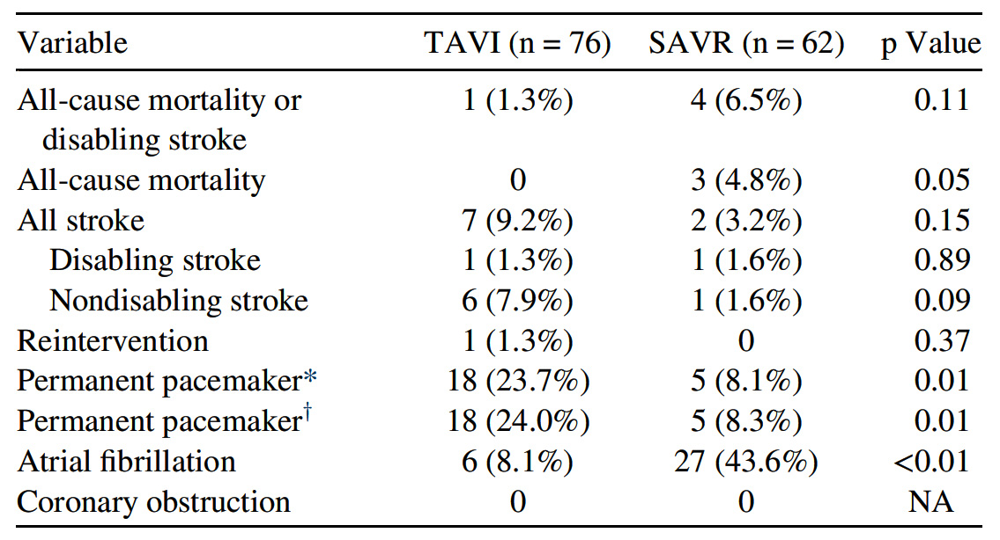 Variable TAVI (n = 76) SAVR (n = 62) p Value
All-cause mortality or 1 (1.3%) 4 (6.5%) 0.11
disabling stroke
All-cause mortality 0 3 (4.8%) 0.05
All stroke 7 (9.2%) 2 (3.2%) 0.15
Disabling stroke 1 (1.3%) 1 (1.6%) 0.89
Nondisabling stroke 6 (7.9%) 1 (1.6%) 0.09
Reintervention 1 (1.3%) 0 0.37
Permanent pacemaker* 18 (23.7%) 5 (8.1%) 0.01
Permanent pacemaker† 18 (24.0%) 5 (8.3%) 0.01
Atrial fibrillation 6 (8.1%) 27 (43.6%) <0.01
Coronary obstruction 0 0 NA